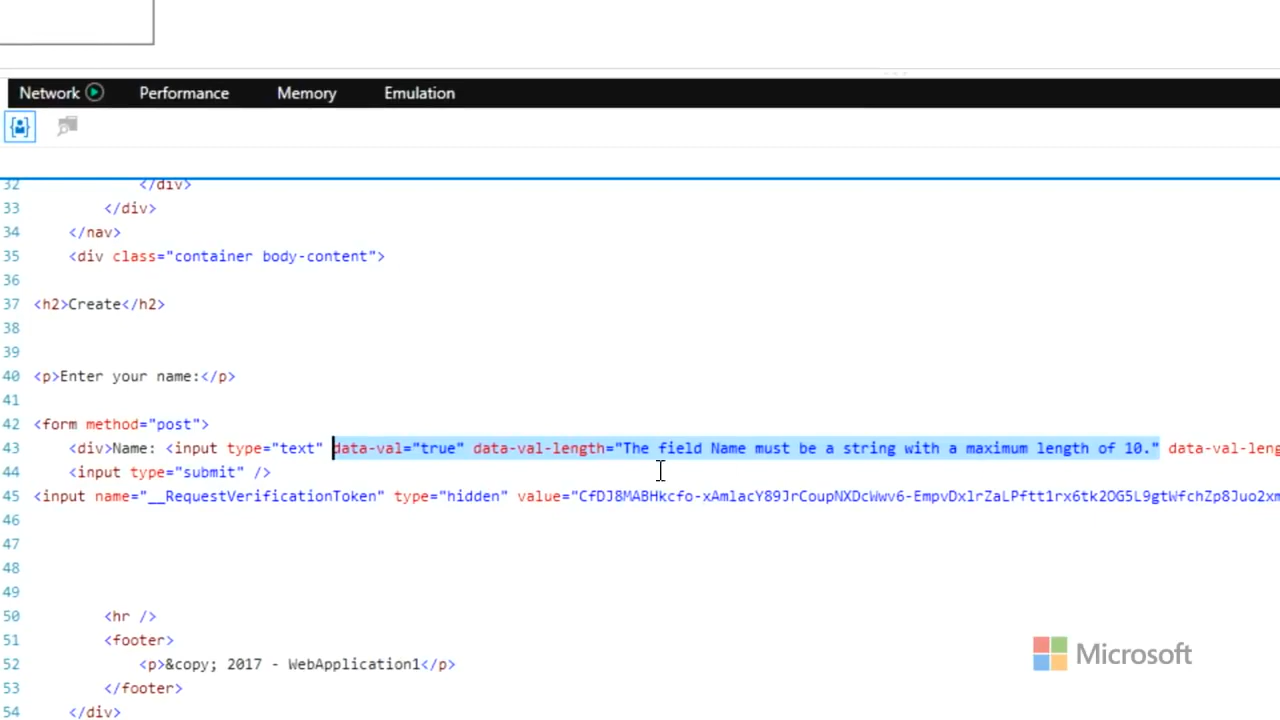 Network Performance Memory Emulation
32 </div>
33 </div>
34 </nav>
35 <div class="container body-content">
36
37 <h2>Create</h2>
38
39
40 <p>Enter your name:</p>
41
42 <form method="post">
43 <div>Name: <input type="text" data-val="true" data-val-length="The field Name must be a string with a maximum length of 10." data-val-leng
44 <input type="submit" />
45 <input name="__RequestVerificationToken" type="hidden" value="CfDJ8MABHkcfo-xAmlacY89JrCoupNXDcWwv6-EmpvDxlrZaLPftt1rx6tk2OG5L9gtWfchZp8Juo2xm
46
47
48
49
50 <hr />
51 <footer>
52 <p>&copy; 2017 - WebApplication1</p>
53 </footer>
54 </div>
Microsoft